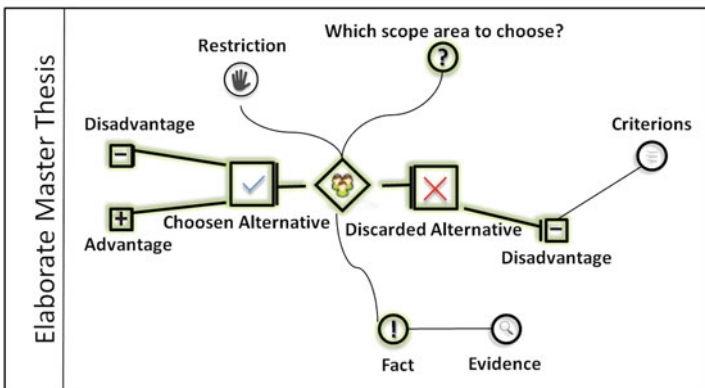 Elaborate Master Thesis
Which scope area to choose?
Restriction
Disadvantage
Criterions
Choosen Alternative
Discarded Alternative
Advantage
Disadvantage
Fact
Evidence